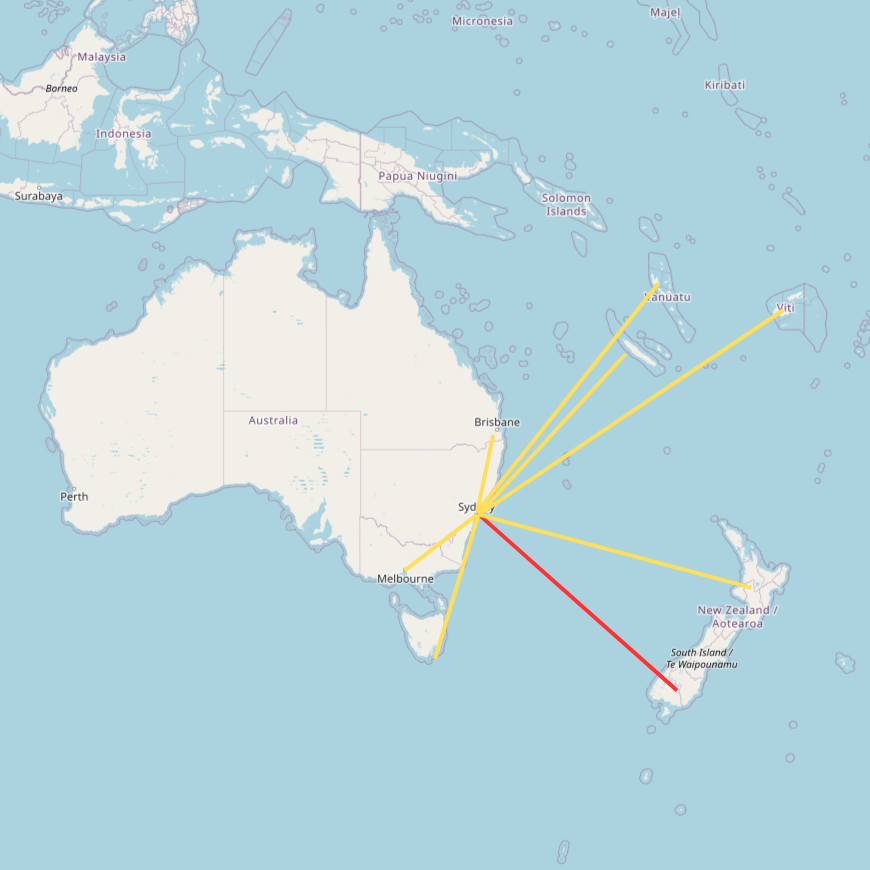 Micronesia
Majel
Malaysia
Borneo
Kiribati
Indonesia
Papua Niugini
Surabaya
Solomon
Islands
Vanuatu
Viti
Australia
Brisbane
Perth
Sydney
Melbourne
New Zealand /
Aotearoa
South Island /
Te Waipounamu